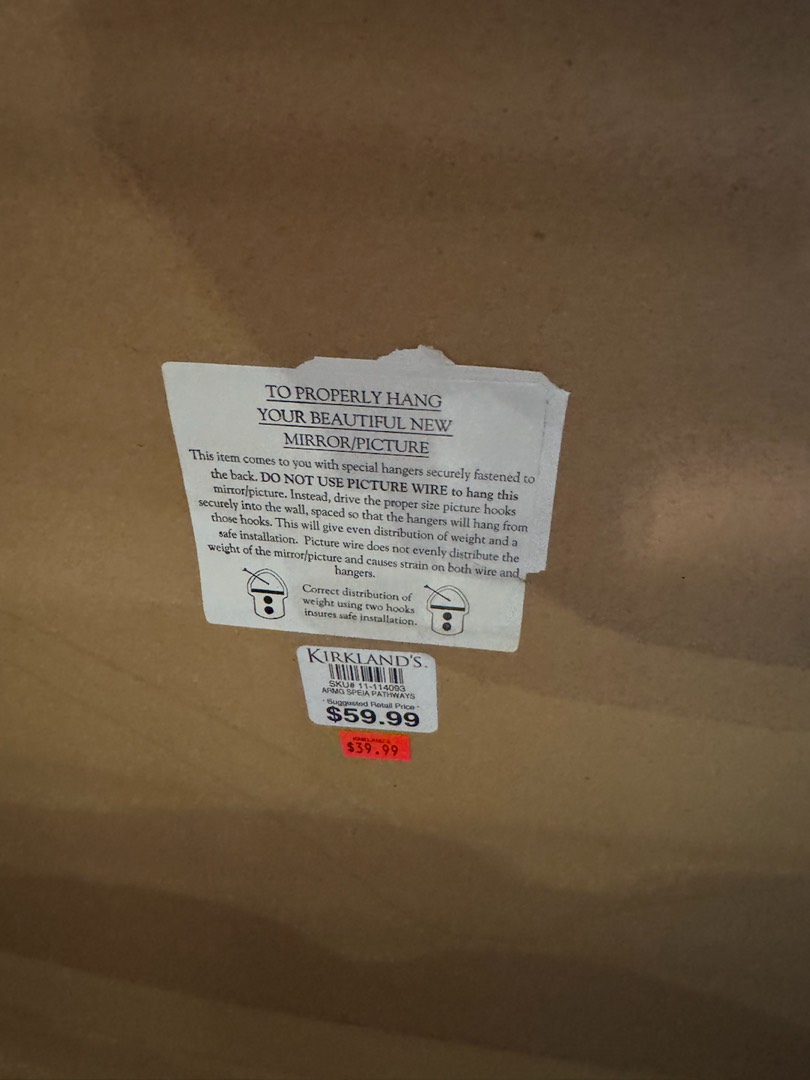 TO PROPERLY HANG
YOUR BEAUTIFUL NEW
MIRROR/PICTURE
This item comes to you with special hangers securely fastened to
the back. DO NOT USE PICTURE WIRE to hang this
mirror/picture. Instead, drive the proper size picture hooks
securely into the wall, spaced so that the hangers will hang from
those hooks. This will give even distribution of weight and a
safe installation. Picture wire does not evenly distribute the
weight of the mirror/picture and causes strain on both wire and
hangers.
Correct distribution of
weight using two hooks
insures safe installation.
KIRKLAND'S.
SKU# 11-114093
ARMG SPEIA PATHWAYS
Suggested Retail Price
$59.99
KIRKLAND'S
$39.99